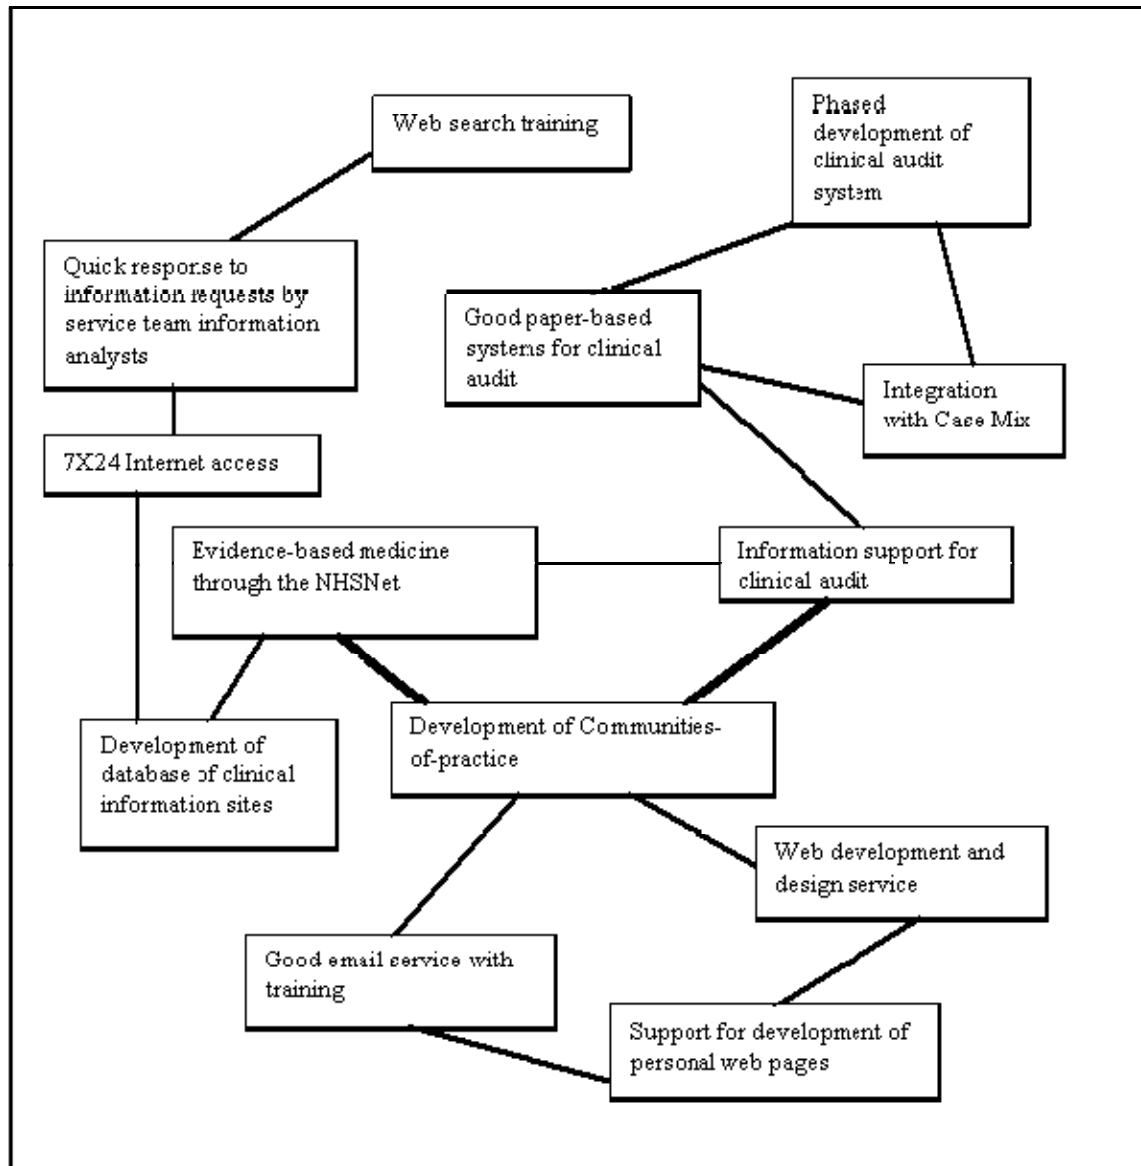 Web search training
Phased
development of
clinical audit
system
Quick response to
information requests by
service team information
analysts
Good paper-based
systems for clinical
audit
Integration
with Case Mix
7X24 Internet access
Evidence-based medicine
through the NHSNet
Information support for
clinical audit
Development of Communities-
of-practice
Development of
database of clinical
information sites
Web development and
design service
Good email service with
training
Support for development of
personal web pages